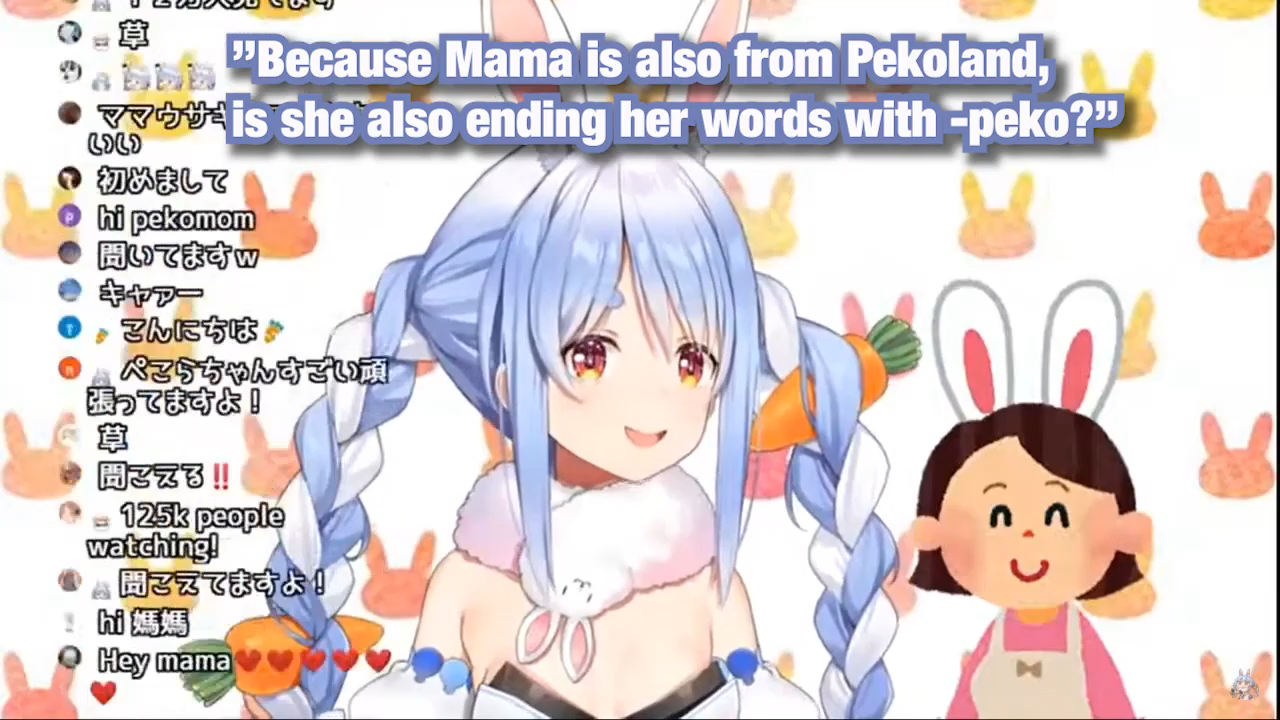 "Because Mama is also from Pekoland,
is she also ending her words with -peko?"
草
ママウサギ
いい
初めまして
hi pekomom
聞いてますw
キャァー
こんにちは
ぺこらちゃんすごい頑
張ってますよ!
草
聞こえる‼
125k people
watching!
聞こえてますよ!
hi 媽媽
Hey mama